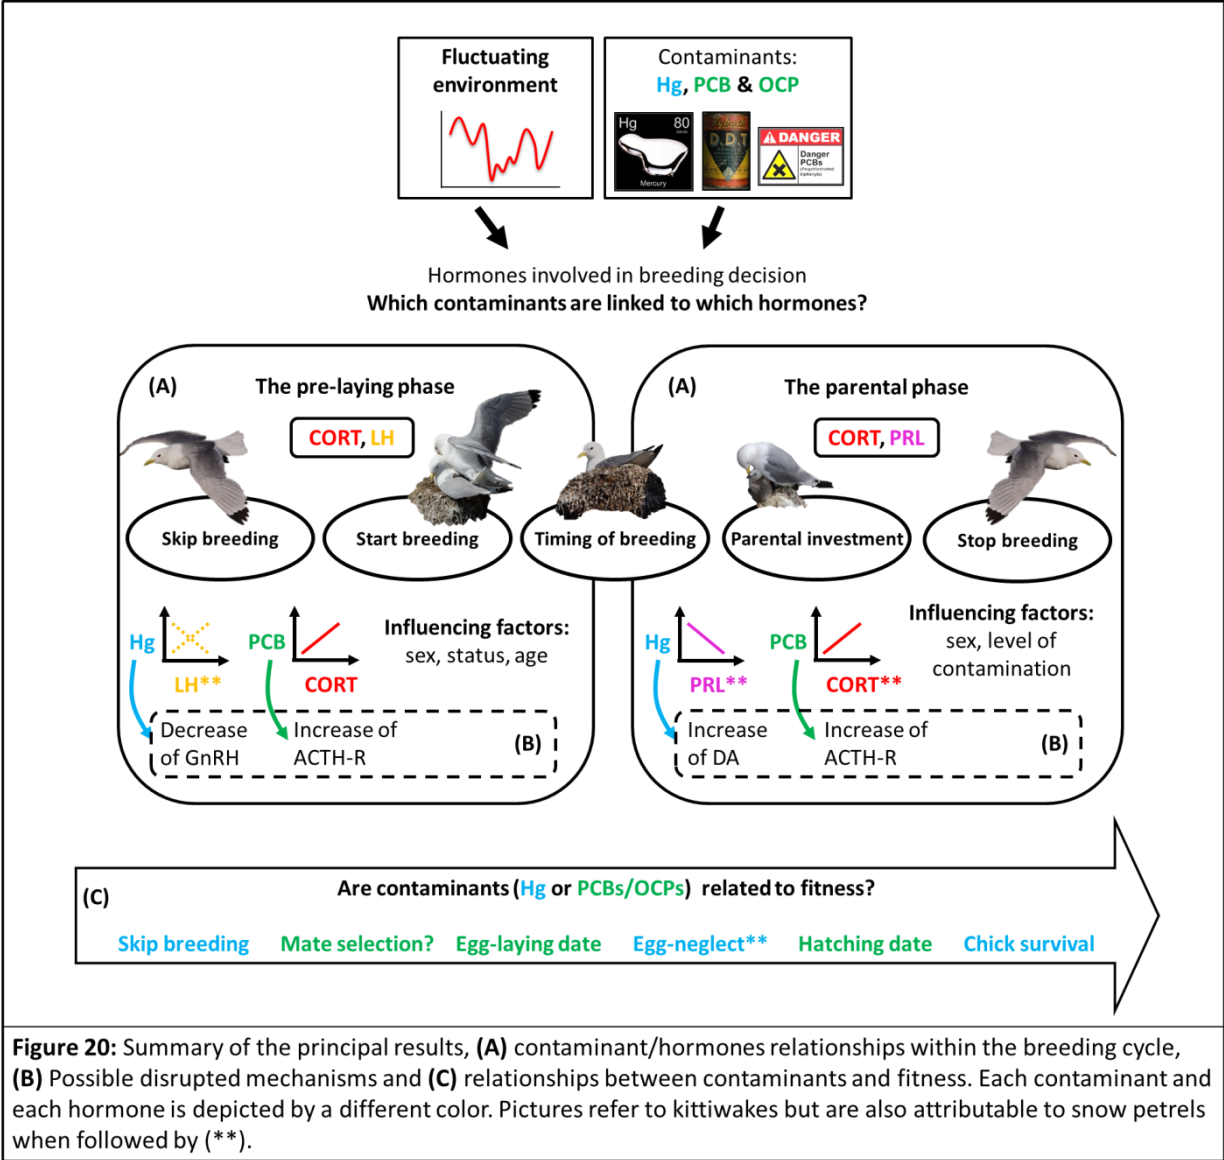 Fluctuating
environment
Contaminants:
Hg, PCB & OCP
Hg 80
Mercury
D.D.T
DANGER
Danger
PCBs
(Polychlorinated
biphenyls)
Hormones involved in breeding decision
Which contaminants are linked to which hormones?
(A)
The pre-laying phase
CORT, LH
(A)
The parental phase
CORT, PRL
Skip breeding
Start breeding
Timing of breeding
Parental investment
Stop breeding
Hg
LH**
PCB
CORT
Influencing factors:
sex, status, age
Decrease
of GnRH
Increase of
ACTH-R
(B)
Hg
PRL**
PCB
CORT**
Influencing factors:
sex, level of
contamination
Increase
of DA
Increase of
ACTH-R
(B)
(C)
Are contaminants (Hg or PCBs/OCPs) related to fitness?
Skip breeding Mate selection? Egg-laying date Egg-neglect** Hatching date Chick survival
Figure 20: Summary of the principal results, (A) contaminant/hormones relationships within the breeding cycle,
(B) Possible disrupted mechanisms and (C) relationships between contaminants and fitness. Each contaminant and
each hormone is depicted by a different color. Pictures refer to kittiwakes but are also attributable to snow petrels
when followed by (**).